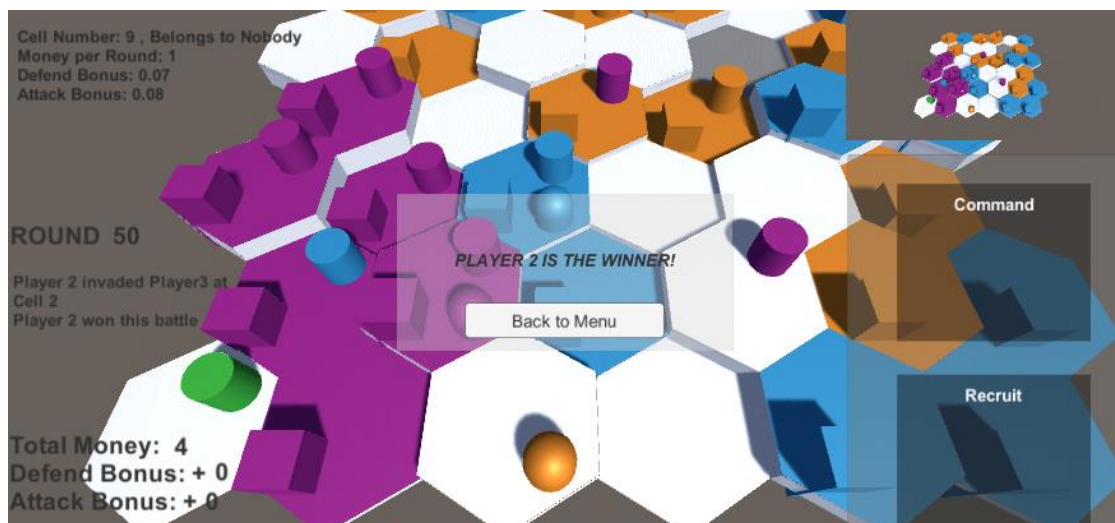 Cell Number: 9 , Belongs to Nobody
Money per Round: 1
Defend Bonus: 0.07
Attack Bonus: 0.08
ROUND 50
Player 2 invaded Player3 at
Cell 2
Player 2 won this battle
PLAYER 2 IS THE WINNER!
Back to Menu
Command
Recruit
Total Money: 4
Defend Bonus: + 0
Attack Bonus: + 0